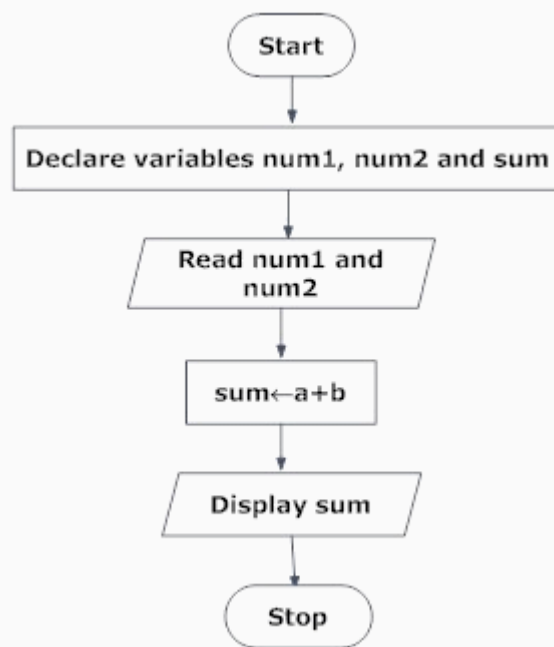 Start
Declare variables num1, num2 and sum
Read num1 and
num2
sum←a+b
Display sum
Stop